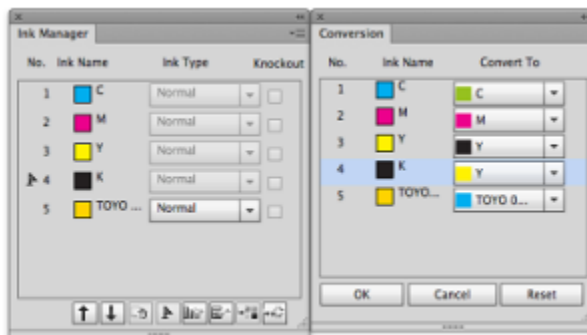 Ink Manager
No. Ink Name Ink Type Knockout
1 C Normal
2 M Normal
3 Y Normal
4 K Normal
5 TOYO ... Normal
Conversion
No. Ink Name Convert To
1 C C
2 M M
3 Y Y
4 K Y
5 TOYO... TOYO 0...
OK Cancel Reset